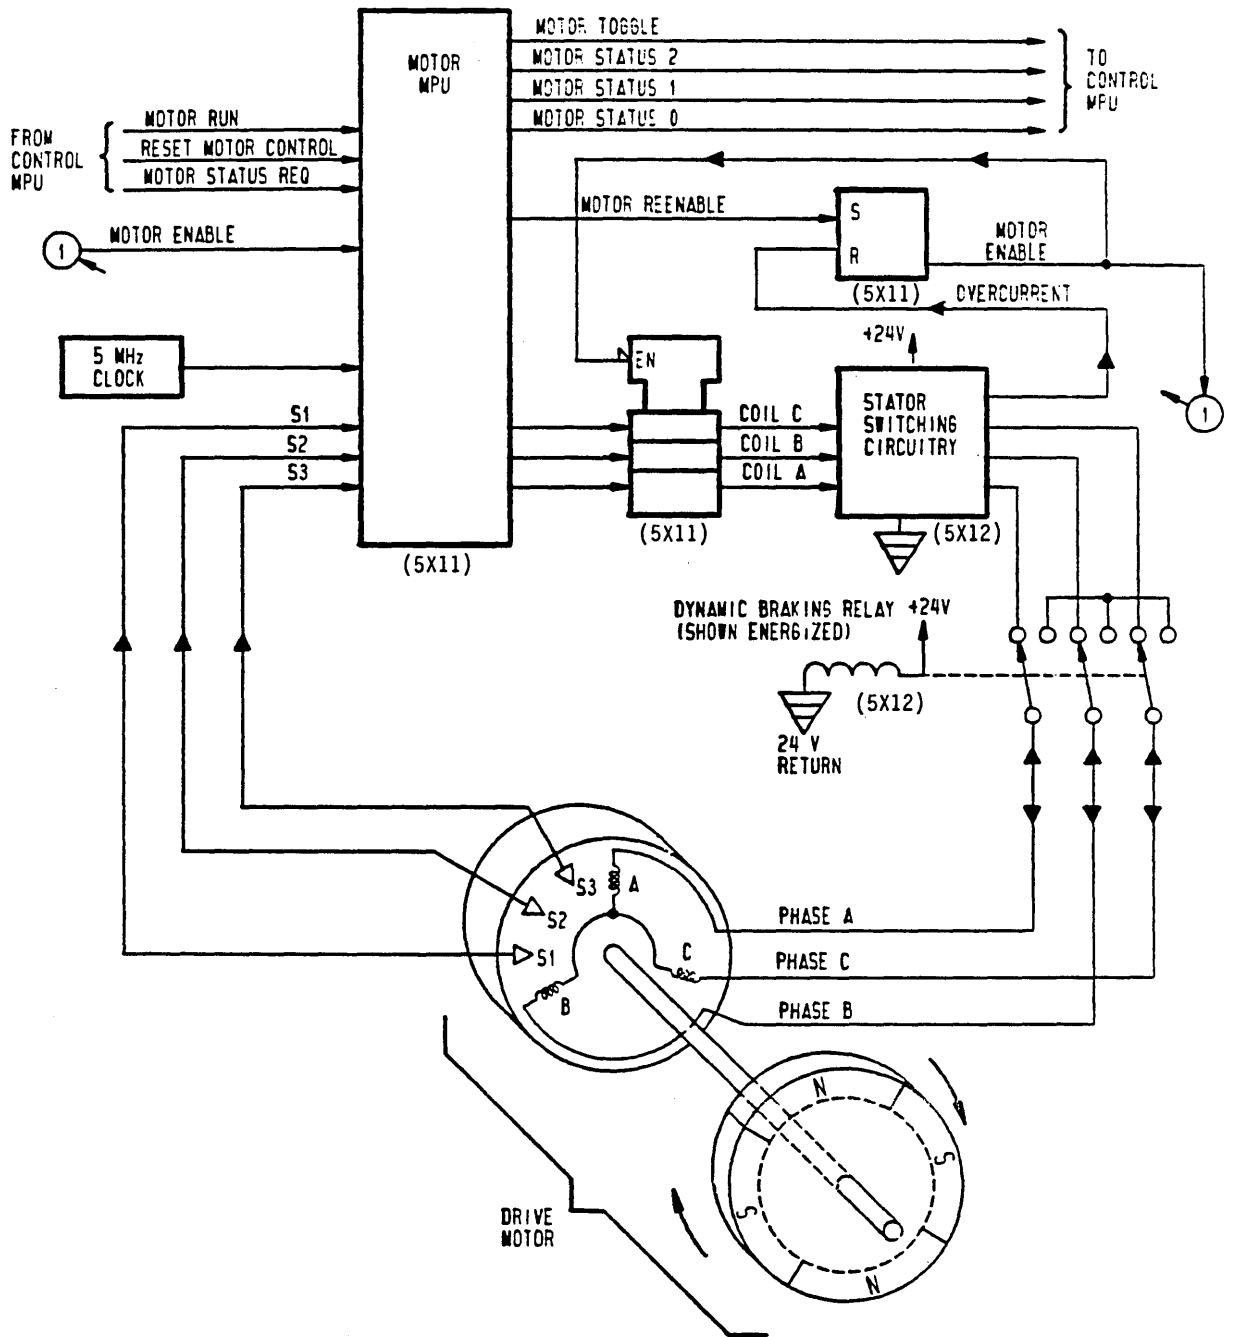 MOTOR TOGGLE
MOTOR STATUS 2
MOTOR STATUS 1
MOTOR STATUS 0
TO
CONTROL
MPU
MOTOR
MPU
FROM
CONTROL
MPU
MOTOR RUN
RESET MOTOR CONTROL
MOTOR STATUS REQ
1
MOTOR ENABLE
MOTOR REENABLE
S
R
(5X11)
MOTOR
ENABLE
OVERCURRENT
+24V
5 MHz
CLOCK
EN
S1
S2
S3
COIL C
COIL B
COIL A
STATOR
SWITCHING
CIRCUITRY
1
(5X11)
(5X11)
(5X12)
DYNAMIC BRAKING RELAY
(SHOWN ENERGIZED)
+24V
(5X12)
24 V
RETURN
S3
A
S2
S1
C
B
PHASE A
PHASE C
PHASE B
N
S
S
N
DRIVE
MOTOR